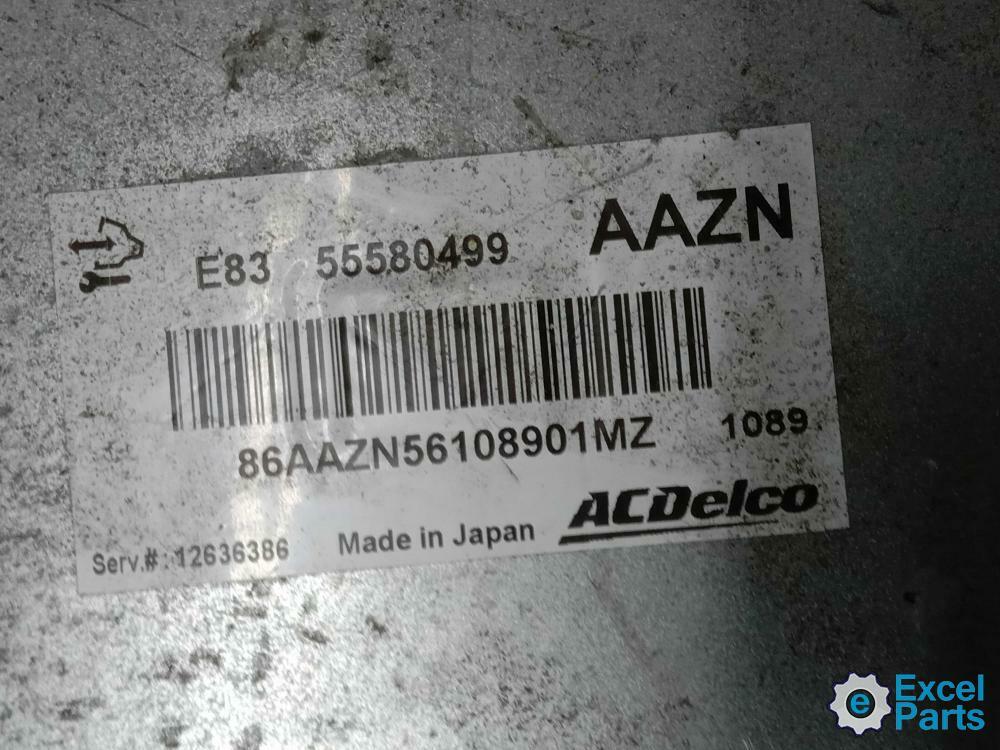 AAZN
E83 55580499
86AAZN56108901MZ 1089
ACDelco
Serv.#: 12636386 Made in Japan
e Excel
Parts